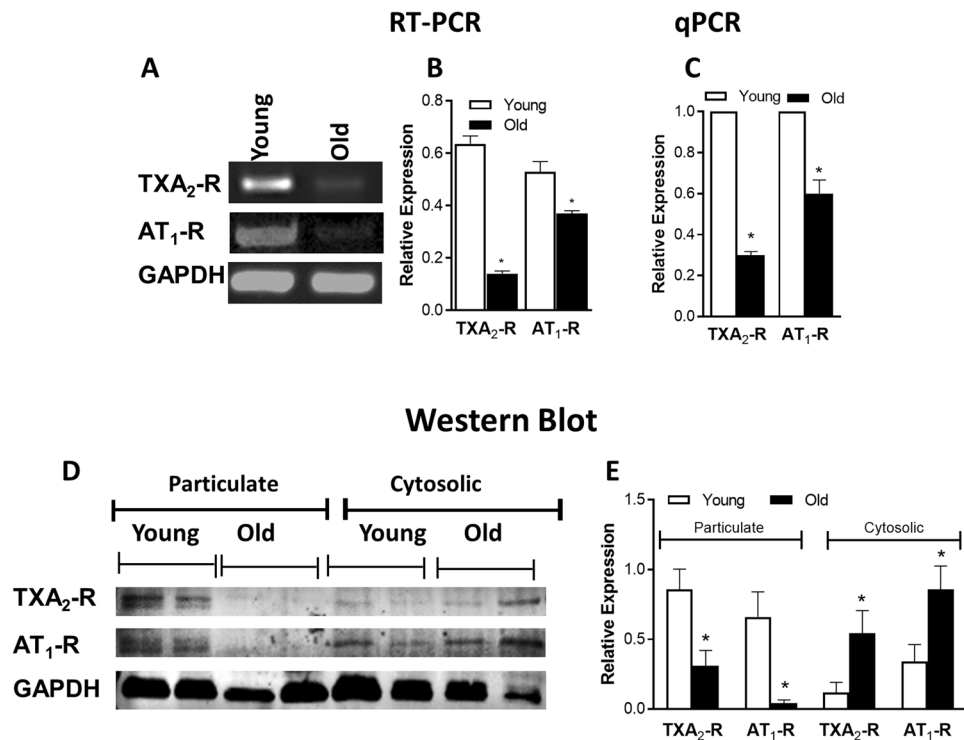 RT-PCR
qPCR
A
Young
Old
TXA₂-R
AT₁-R
GAPDH
B
Relative Expression
0.8
0.6
0.4
0.2
0.0
Young
Old
*
*
TXA₂-R
AT₁-R
C
Relative Expression
1.0
0.8
0.6
0.4
0.2
0.0
Young
Old
*
*
TXA₂-R
AT₁-R
Western Blot
D
Particulate
Cytosolic
Young
Old
Young
Old
TXA₂-R
AT₁-R
GAPDH
E
Relative Expression
1.5
1.0
0.5
0.0
Young
Old
Particulate
Cytosolic
*
*
*
*
TXA₂-R
AT₁-R
TXA₂-R
AT₁-R